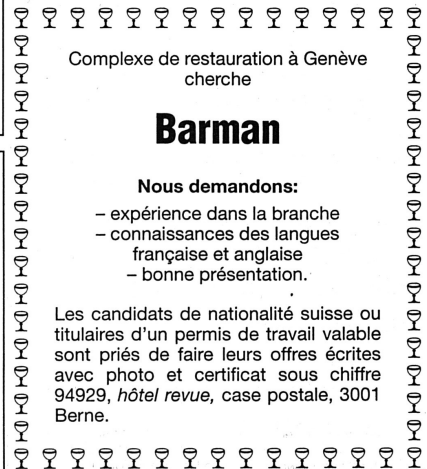 Complexe de restauration à Genève
cherche
Barman
Nous demandons:
– expérience dans la branche
– connaissances des langues
française et anglaise
– bonne présentation.
Les candidats de nationalité suisse ou
titulaires d'un permis de travail valable
sont priés de faire leurs offres écrites
avec photo et certificat sous chiffre
94929, hôtel revue, case postale, 3001
Berne.